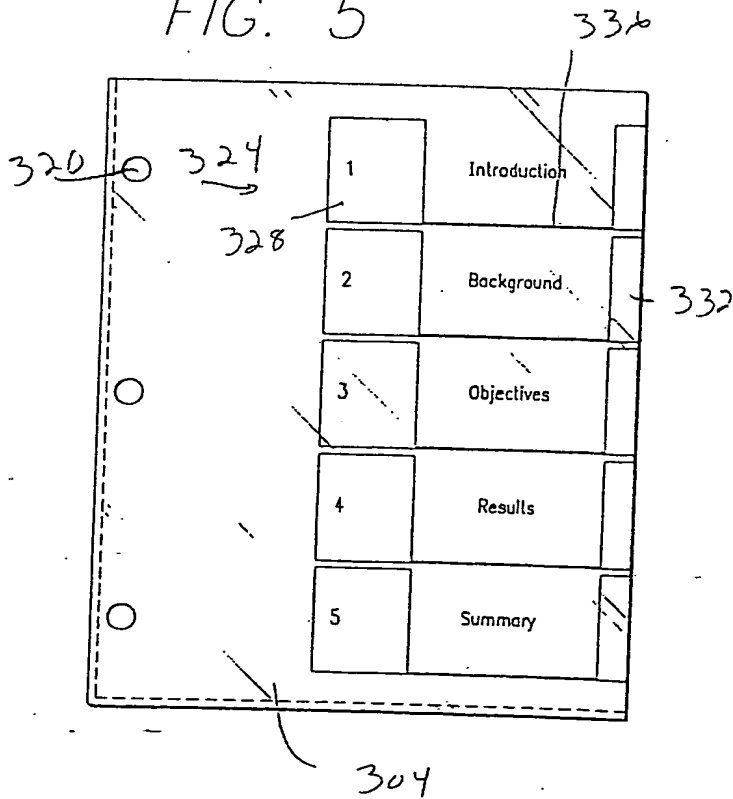 FIG. 5
336
320
324
1 Introduction
328
2 Background
332
3 Objectives
4 Results
5 Summary
304